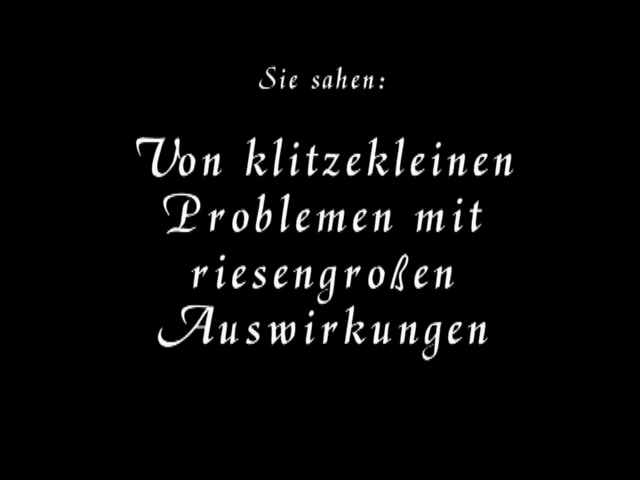 Sie sahen:
Von klitzekleinen
Problemen mit
riesengroßen
Auswirkungen